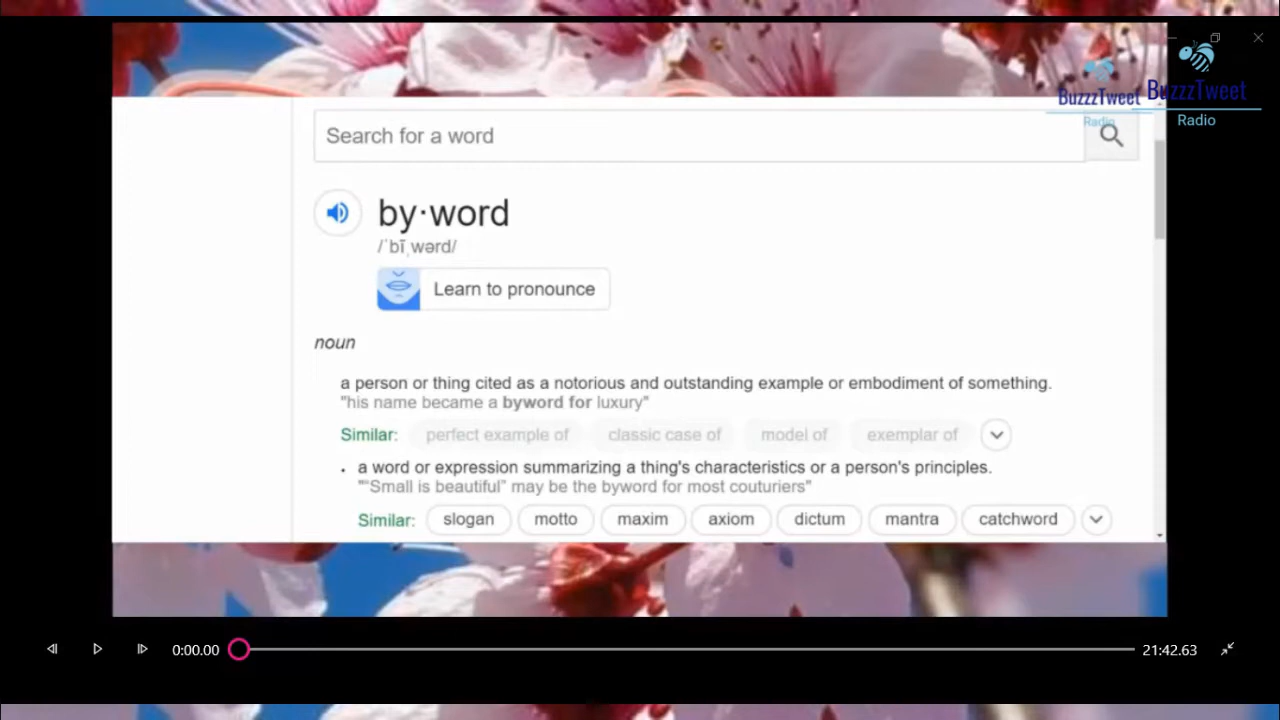 BuzzzTweet
Radio
BuzzzTweet
Radio
Search for a word
by·word
/ˈbīˌwərd/
Learn to pronounce
noun
a person or thing cited as a notorious and outstanding example or embodiment of something.
"his name became a byword for luxury"
Similar: perfect example of classic case of model of exemplar of
• a word or expression summarizing a thing's characteristics or a person's principles.
"“Small is beautiful” may be the byword for most couturiers"
Similar: slogan motto maxim axiom dictum mantra catchword
0:00.00 21:42.63